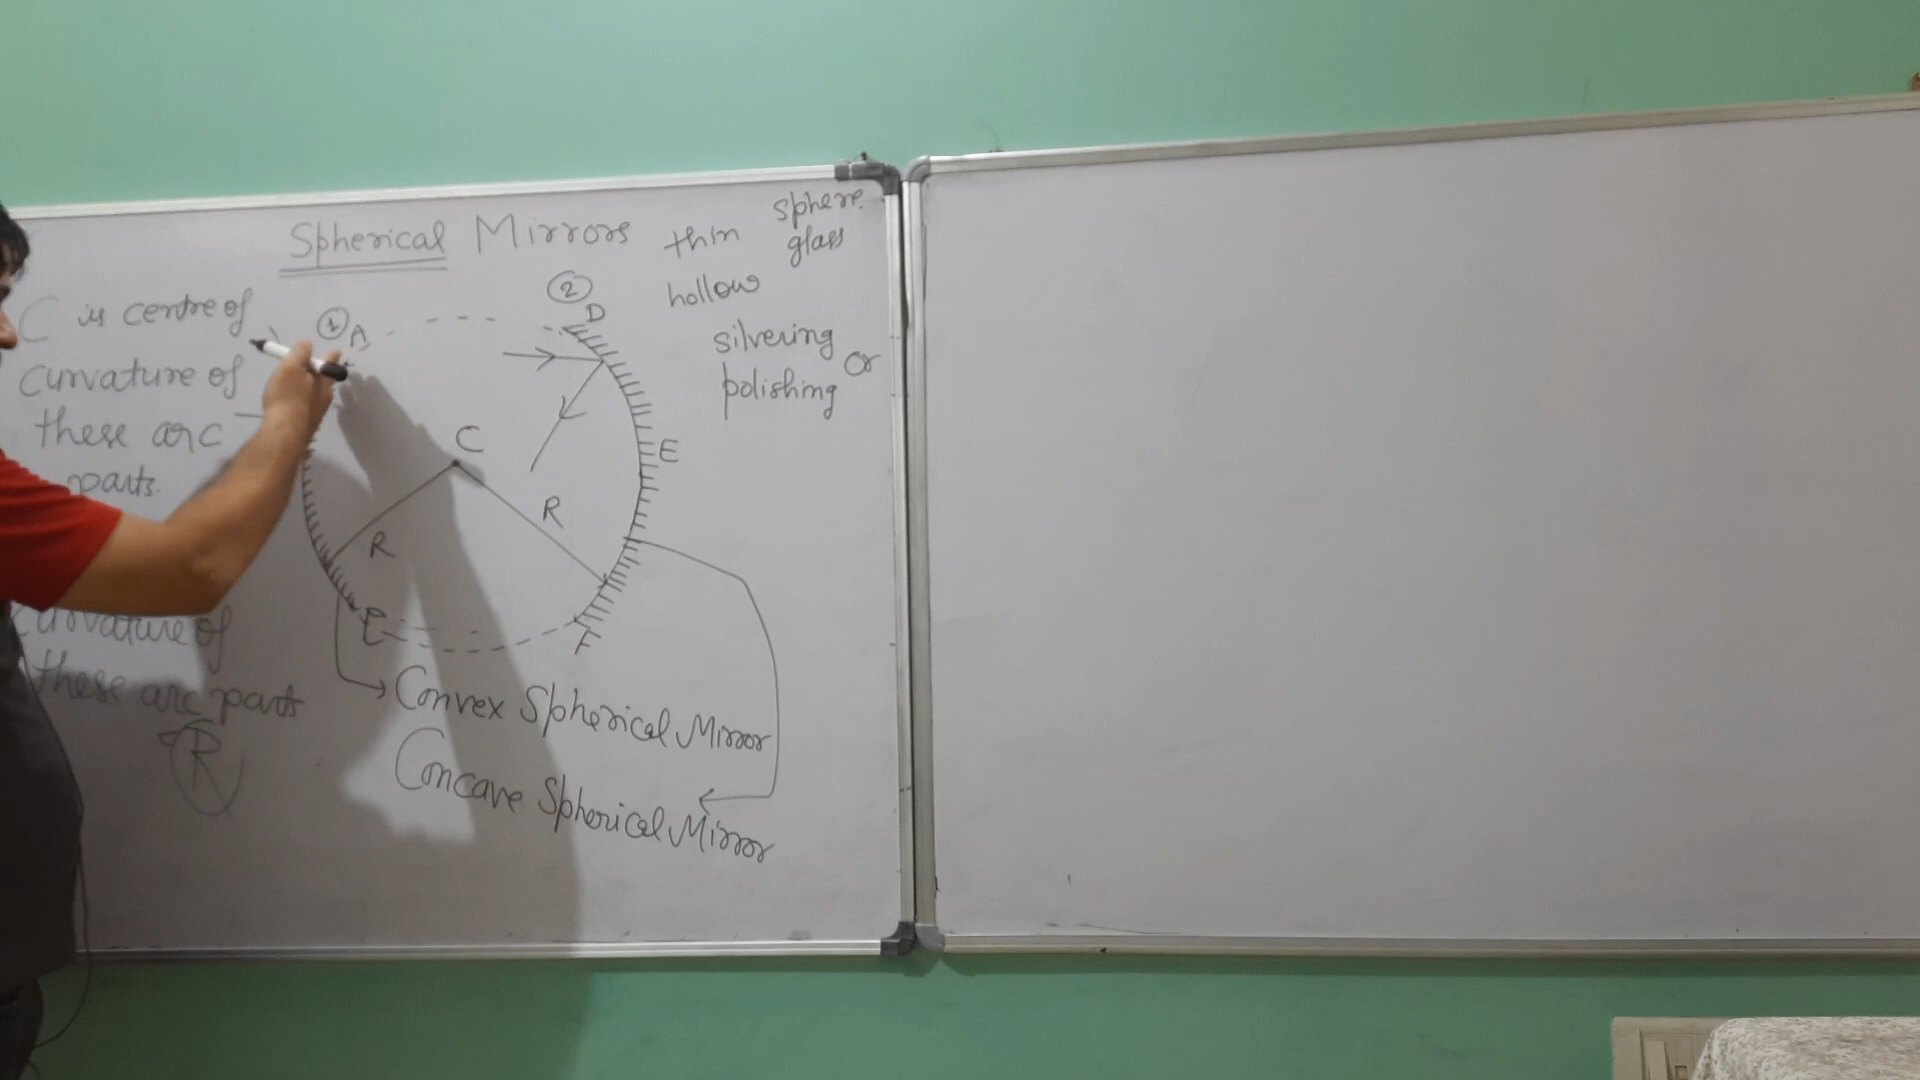 Spherical Mirrors
thin sphere
glass
hollow
silvering or
polishing
C is centre of
curvature of
these arc
parts.
curvature of
these arc parts
R
1 A
2
D
C
E
R
R
F
Convex Spherical Mirror
Concave Spherical Mirror